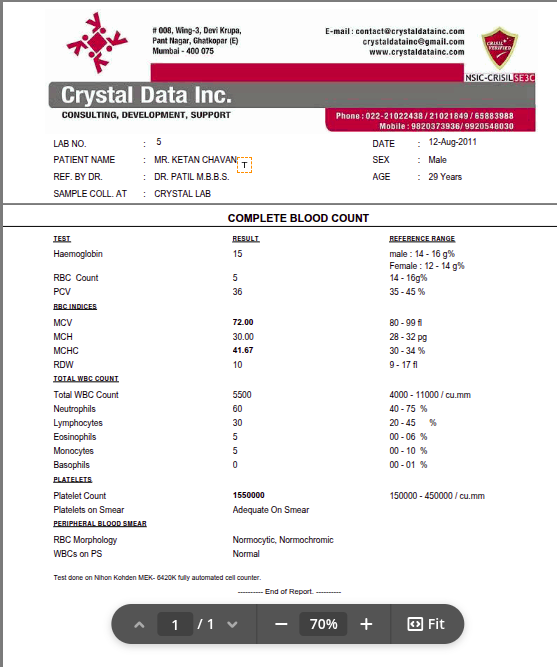 # 008, Wing-3, Devi Krupa,
Pant Nagar, Ghatkopar (E)
Mumbai - 400 075
E-mail : contact@crystaldatainc.com
crystaldatainc@gmail.com
www.crystaldatainc.com
CRISIL
VERIFIED
NSIC-CRISIL SE3C
Crystal Data Inc.
CONSULTING, DEVELOPMENT, SUPPORT
Phone : 022-21022438 / 21021849 / 65883988
Mobile : 9820373936/ 9920548030
LAB NO. : 5 DATE : 12-Aug-2011
PATIENT NAME : MR. KETAN CHAVAN T SEX : Male
REF. BY DR. : DR. PATIL M.B.B.S. AGE : 29 Years
SAMPLE COLL. AT : CRYSTAL LAB
COMPLETE BLOOD COUNT
TEST RESULT REFERENCE RANGE
Haemoglobin 15 male : 14 - 16 g%
Female : 12 - 14 g%
RBC Count 5 14 - 16g%
PCV 36 35 - 45 %
RBC INDICES
MCV 72.00 80 - 99 fl
MCH 30.00 28 - 32 pg
MCHC 41.67 30 - 34 %
RDW 10 9 - 17 fl
TOTAL WBC COUNT
Total WBC Count 5500 4000 - 11000 / cu.mm
Neutrophils 60 40 - 75 %
Lymphocytes 30 20 - 45 %
Eosinophils 5 00 - 06 %
Monocytes 5 00 - 10 %
Basophils 0 00 - 01 %
PLATELETS
Platelet Count 1550000 150000 - 450000 / cu.mm
Platelets on Smear Adequate On Smear
PERIPHERAL BLOOD SMEAR
RBC Morphology Normocytic, Normochromic
WBCs on PS Normal
Test done on Nihon Kohden MEK- 6420K fully automated cell counter.
---------- End of Report. ----------
1 / 1 70% Fit